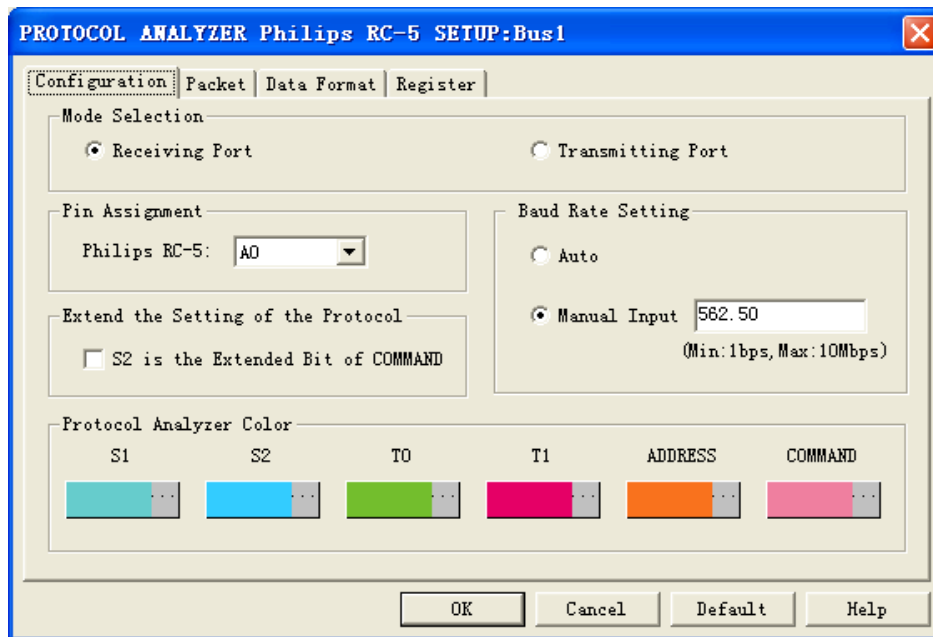 PROTOCOL ANALYZER Philips RC-5 SETUP:Bus1
Configuration Packet Data Format Register
Mode Selection
Receiving Port Transmitting Port
Pin Assignment
Philips RC-5: A0
Baud Rate Setting
Auto
Manual Input 562.50
(Min:1bps,Max:10Mbps)
Extend the Setting of the Protocol
S2 is the Extended Bit of COMMAND
Protocol Analyzer Color
S1 S2 T0 T1 ADDRESS COMMAND
... ... ... ... ... ...
OK Cancel Default Help